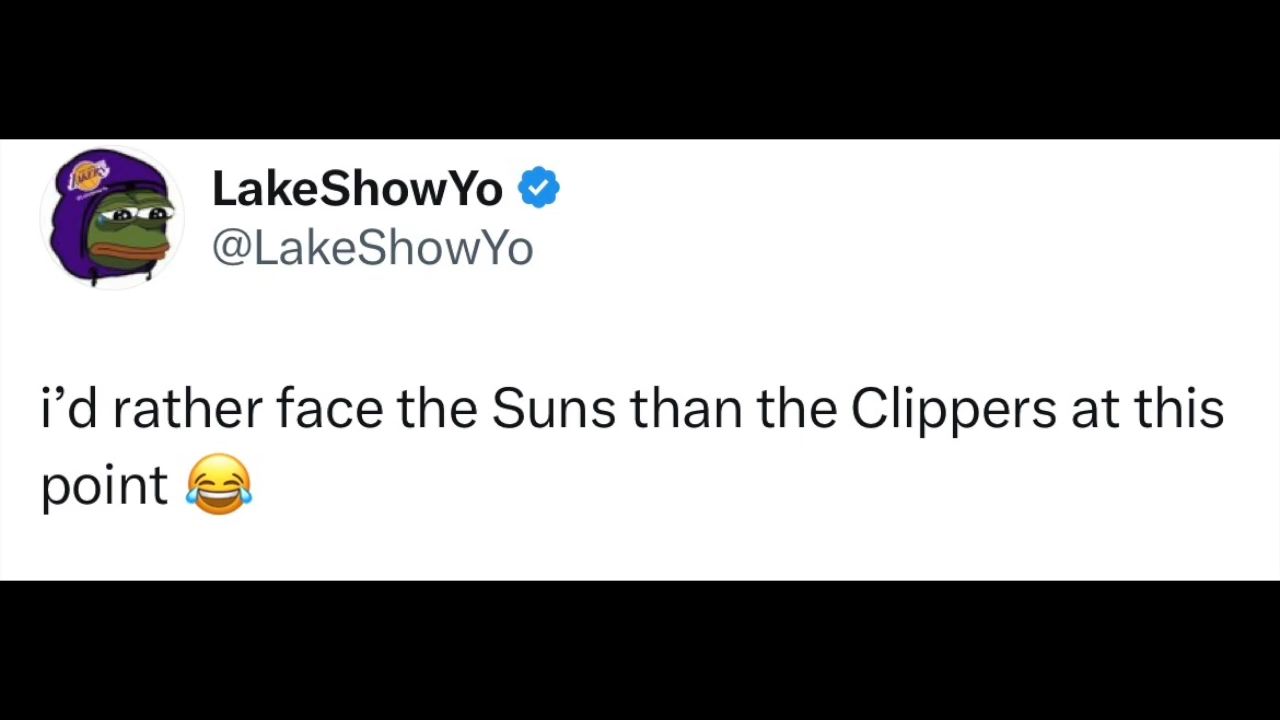 LakeShowYo
@LakeShowYo
i’d rather face the Suns than the Clippers at this
point 😂